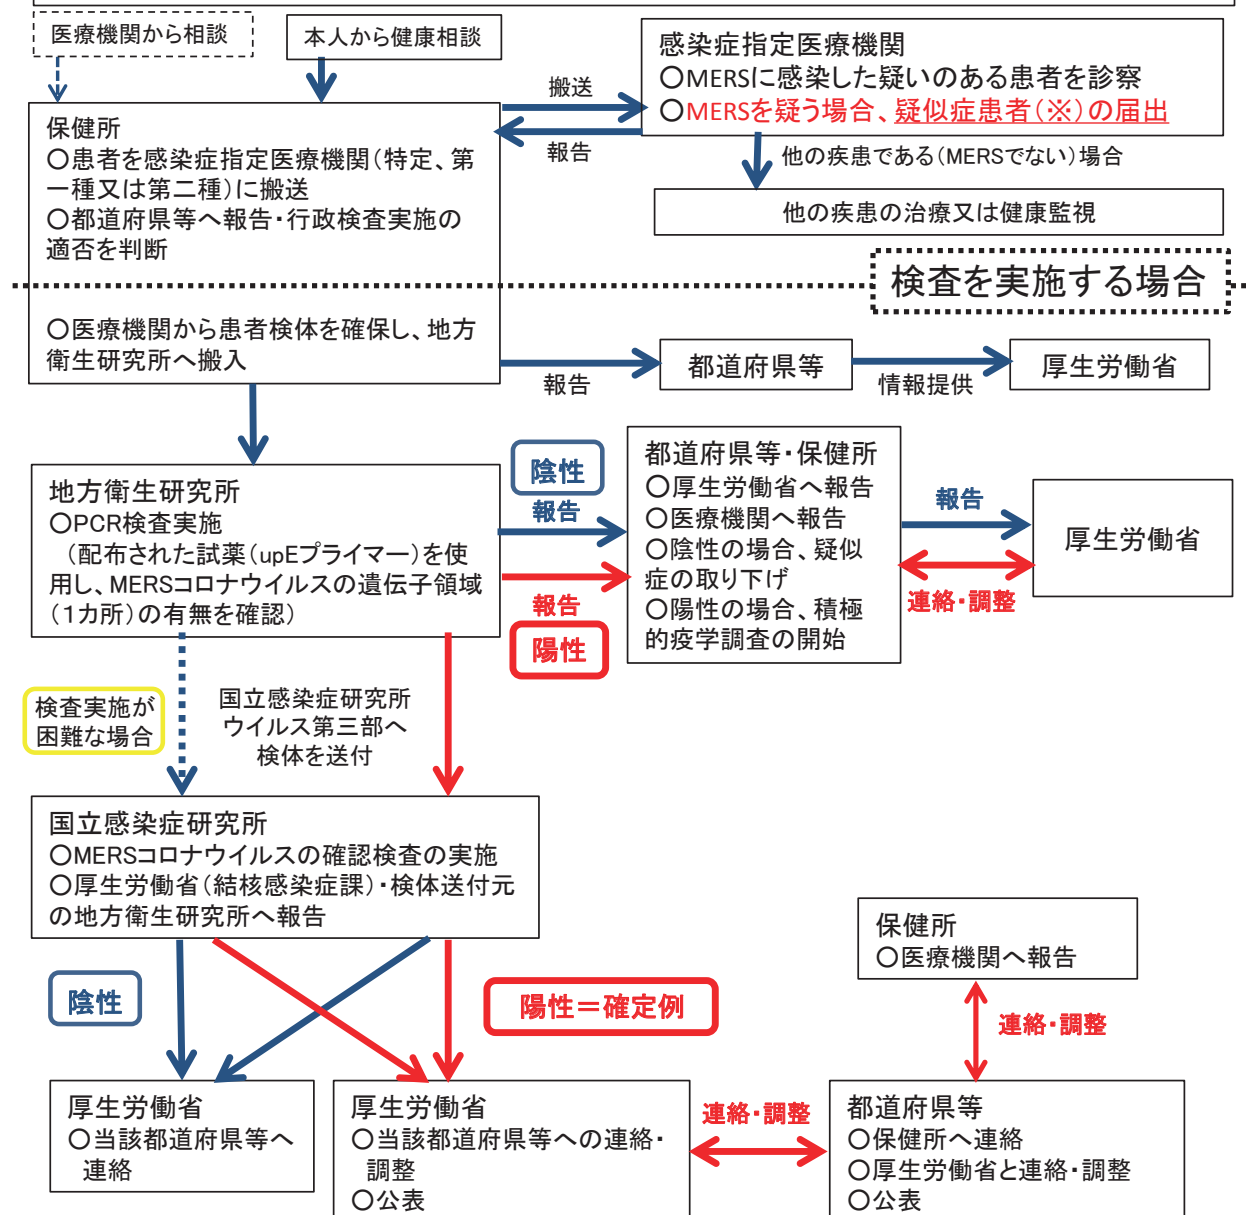 医療機関から相談
本人から健康相談
感染症指定医療機関
○MERSに感染した疑いのある患者を診察
○MERSを疑う場合、疑似症患者(※)の届出
搬送
報告
保健所
○患者を感染症指定医療機関(特定、第
一種又は第二種)に搬送
○都道府県等へ報告・行政検査実施の
適否を判断
他の疾患である(MERSでない)場合
他の疾患の治療又は健康監視
検査を実施する場合
○医療機関から患者検体を確保し、地方
衛生研究所へ搬入
報告
都道府県等
情報提供
厚生労働省
地方衛生研究所
○PCR検査実施
(配布された試薬(upEプライマー)を使
用し、MERSコロナウイルスの遺伝子領域
(1カ所)の有無を確認)
陰性
報告
報告
陽性
都道府県等・保健所
○厚生労働省へ報告
○医療機関へ報告
○陰性の場合、疑似
症の取り下げ
○陽性の場合、積極
的疫学調査の開始
報告
連絡・調整
厚生労働省
検査実施が
困難な場合
国立感染症研究所
ウイルス第三部へ
検体を送付
国立感染症研究所
○MERSコロナウイルスの確認検査の実施
○厚生労働省(結核感染症課)・検体送付元
の地方衛生研究所へ報告
陰性
陽性=確定例
保健所
○医療機関へ報告
連絡・調整
厚生労働省
○当該都道府県等へ
連絡
厚生労働省
○当該都道府県等への連絡・
調整
○公表
連絡・調整
都道府県等
○保健所へ連絡
○厚生労働省と連絡・調整
○公表